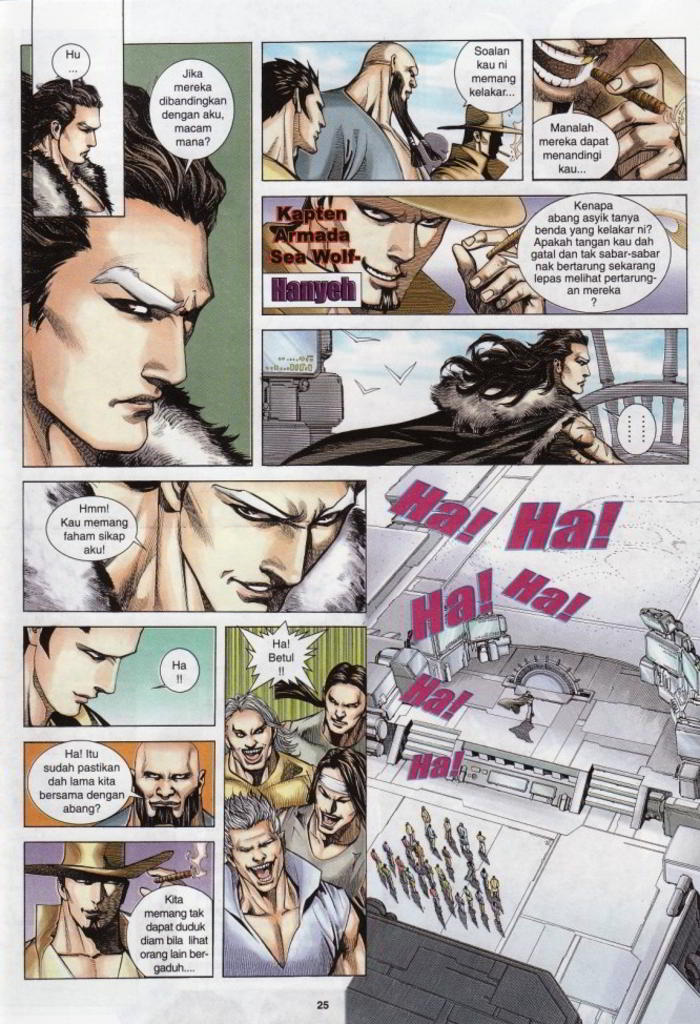 Hu
...
Jika
mereka
dibandingkan
dengan aku,
macam
mana?
Soalan
kau ni
memang
kelakar...
Manalah
mereka dapat
menandingi
kau...
Kapten
Armada
Sea Wolf-
Hanyeh
Kenapa
abang asyik tanya
benda yang kelakar ni?
Apakah tangan kau dah
gatal dan tak sabar-sabar
nak bertarung sekarang
lepas melihat pertarung-
an mereka
?
Hmm!
Kau memang
faham sikap
aku!
Ha
!!
Ha!
Betul
!!
Ha! Itu
sudah pastikan
dah lama kita
bersama dengan
abang?
Kita
memang tak
dapat duduk
diam bila lihat
orang lain ber-
gaduh....
Ha! Ha!
Ha! Ha!
Ha!
Ha!
25